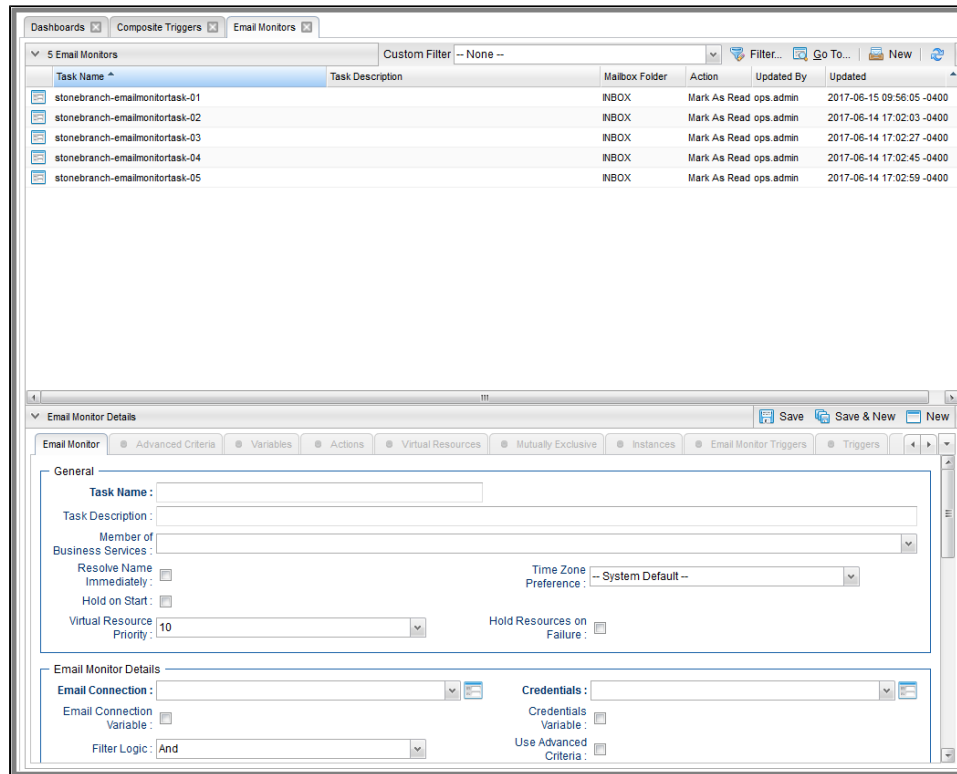 Dashboards Composite Triggers Email Monitors
5 Email Monitors Custom Filter -- None -- Filter... Go To... New
Task Name Task Description Mailbox Folder Action Updated By Updated
stonebranch-emailmonitortask-01 INBOX Mark As Read ops.admin 2017-06-15 09:56:05 -0400
stonebranch-emailmonitortask-02 INBOX Mark As Read ops.admin 2017-06-14 17:02:03 -0400
stonebranch-emailmonitortask-03 INBOX Mark As Read ops.admin 2017-06-14 17:02:27 -0400
stonebranch-emailmonitortask-04 INBOX Mark As Read ops.admin 2017-06-14 17:02:45 -0400
stonebranch-emailmonitortask-05 INBOX Mark As Read ops.admin 2017-06-14 17:02:59 -0400
Email Monitor Details Save Save & New New
Email Monitor Advanced Criteria Variables Actions Virtual Resources Mutually Exclusive Instances Email Monitor Triggers Triggers
General
Task Name :
Task Description :
Member of
Business Services :
Resolve Name
Immediately :
Time Zone
Preference : -- System Default --
Hold on Start :
Virtual Resource
Priority : 10
Hold Resources on
Failure :
Email Monitor Details
Email Connection : Credentials :
Email Connection
Variable :
Credentials
Variable :
Filter Logic : And
Use Advanced
Criteria :